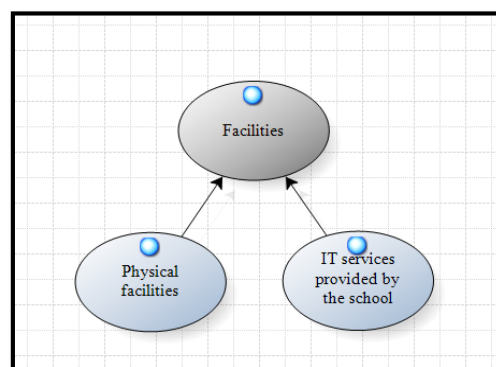 Facilities
Physical
facilities
IT services
provided by
the school